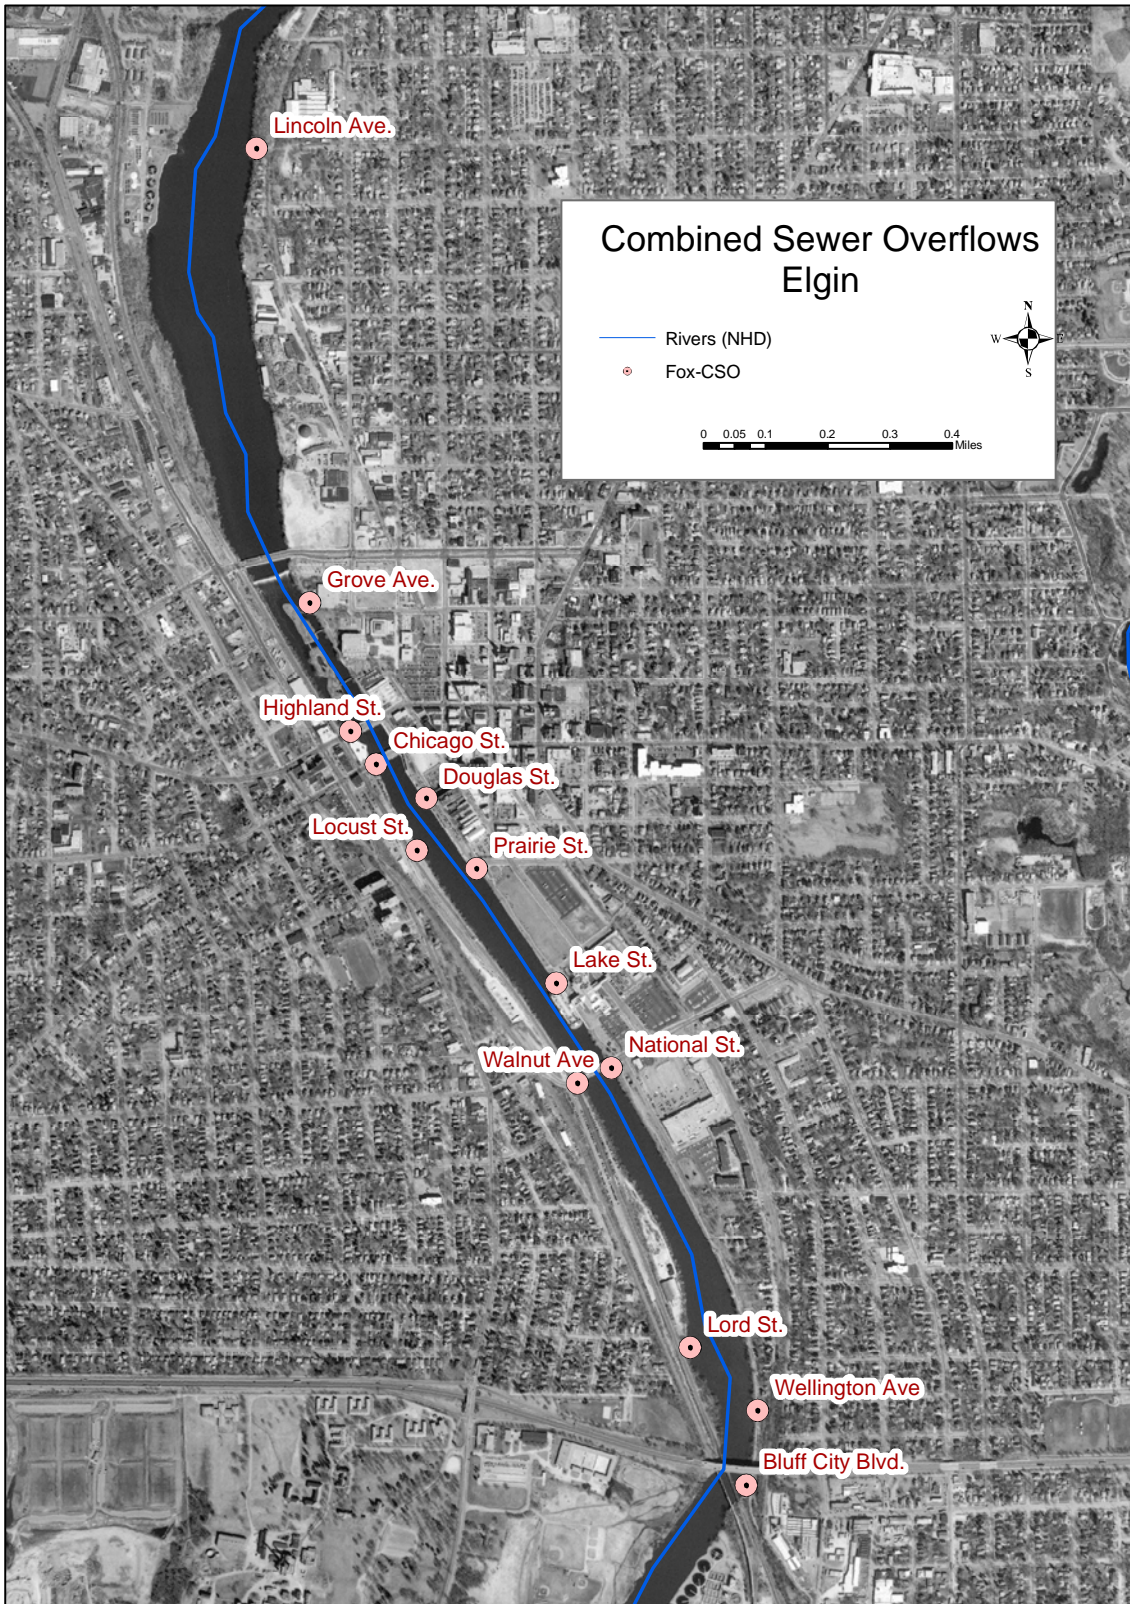 Lincoln Ave.
Combined Sewer Overflows
Elgin
N
W E
S
Rivers (NHD)
Fox-CSO
0 0.05 0.1 0.2 0.3 0.4
Miles
Grove Ave.
Highland St.
Chicago St.
Douglas St.
Locust St.
Prairie St.
Lake St.
National St.
Walnut Ave
Lord St.
Wellington Ave
Bluff City Blvd.